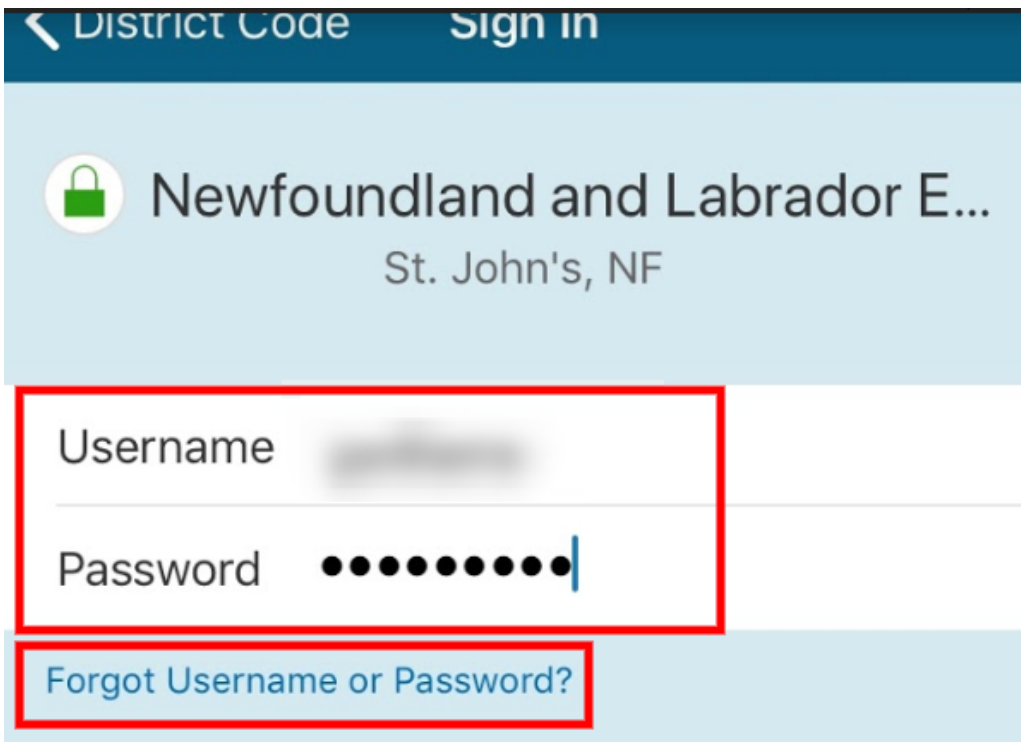 District Code Sign In
Newfoundland and Labrador E...
St. John's, NF
Username
Password •••••••••
Forgot Username or Password?